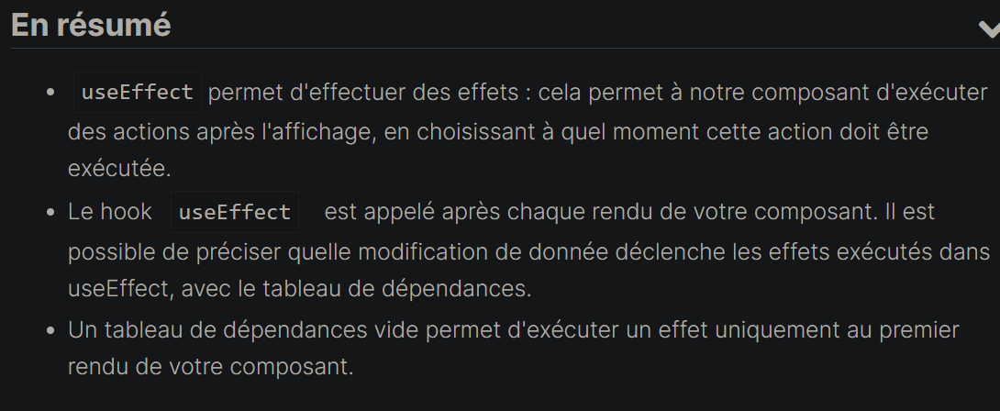 En résumé
useEffect permet d'effectuer des effets : cela permet à notre composant d'exécuter
des actions après l'affichage, en choisissant à quel moment cette action doit être
exécutée.
Le hook useEffect est appelé après chaque rendu de votre composant. Il est
possible de préciser quelle modification de donnée déclenche les effets exécutés dans
useEffect, avec le tableau de dépendances.
Un tableau de dépendances vide permet d'exécuter un effet uniquement au premier
rendu de votre composant.